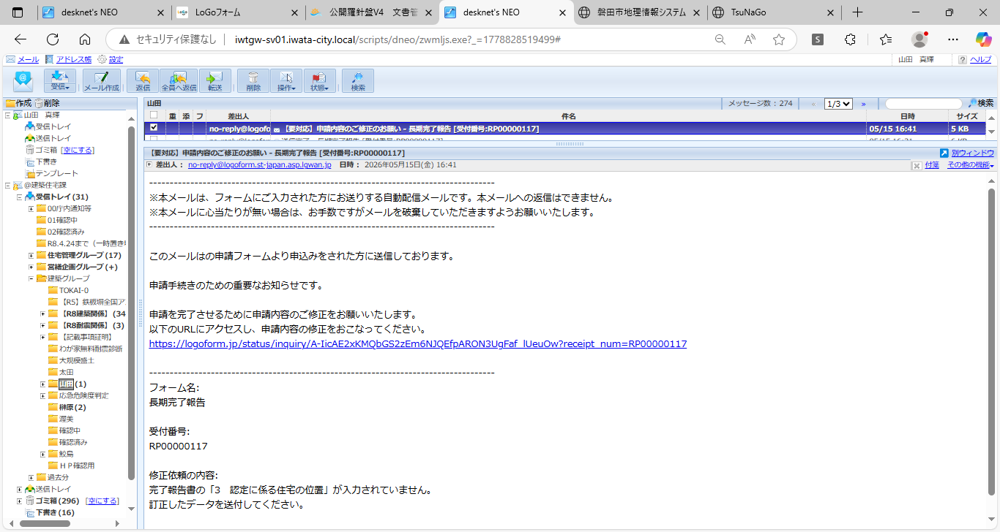 desknet's NEO
LoGoフォーム
公開羅針盤V4 文書管
desknet's NEO
磐田市地理情報システム
TsuNaGo
セキュリティ保護なし
iwtgw-sv01.iwata-city.local/scripts/dneo/zwmljs.exe?_=1778828519499#
メール アドレス帳 設定
山田 真輝
ヘルプ
受信 メール作成 返信 全員へ返信 転送 削除 操作 状態 検索
作成 削除
山田 真輝
受信トレイ
送信トレイ
ゴミ箱 [空にする]
下書き
テンプレート
@建築住宅課
受信トレイ(31)
00庁内通知等
01確認中
02確認済み
R8.4.24まで（一時置き
住宅管理グループ(17)
営繕企画グループ(+)
建築グループ
TOKAI-0
【R5】鉄板塀全国ア
【R8建築関係】(34
【R8耐震関係】(3)
【記載事項証明】
わが家無料耐震診断
大規模盛土
太田
山田(1)
応急危険度判定
榊原(2)
渥美
確認中
確認済み
鮫島
ＨＰ確認用
過去分
送信トレイ
ゴミ箱(296) [空にする]
下書き(16)
山田
メッセージ数：274
« 1/3 »
検索
重 添 フ 差出人 件名 日時 サイズ
no-reply@logofo 【要対応】申請内容のご修正のお願い - 長期完了報告 [受付番号:RP00000117] 05/15 16:41 5 KB
【要対応】申請内容のご修正のお願い - 長期完了報告 [受付番号:RP00000117]
別ウィンドウ
差出人： no-reply@logoform.st-japan.asp.lgwan.jp 日時： 2026年05月15日(金) 16:41
付箋 その他の機能
--------------------------------------------------------------------------------------
※本メールは、フォームにご入力された方にお送りする自動配信メールです。本メールへの返信はできません。
※本メールに心当たりが無い場合は、お手数ですがメールを破棄していただきますようお願いいたします。
--------------------------------------------------------------------------------------
このメールはの申請フォームより申込みをされた方に送信しております。
申請手続きのための重要なお知らせです。
申請を完了させるために申請内容のご修正をお願いいたします。
以下のURLにアクセスし、申請内容の修正をおこなってください。
https://logoform.jp/status/inquiry/A-IicAE2xKMQbGS2zEm6NJQEfpARON3UgFaf_lUeuOw?receipt_num=RP00000117
--------------------------------------------------------------------------------------
フォーム名:
長期完了報告
受付番号:
RP00000117
修正依頼の内容:
完了報告書の「3 認定に係る住宅の位置」が入力されていません。
訂正したデータを送付してください。